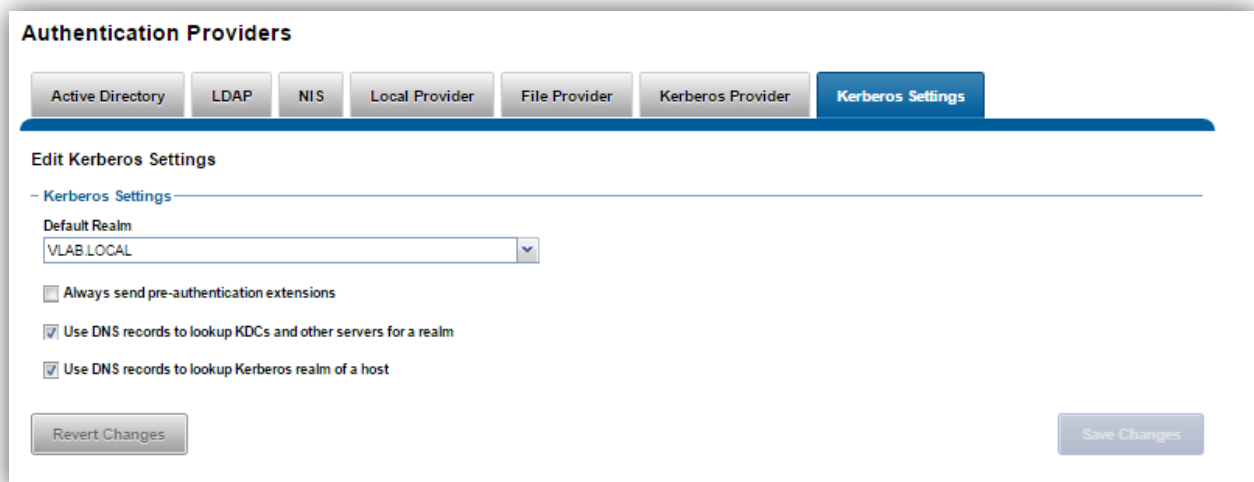 Authentication Providers
Active Directory LDAP NIS Local Provider File Provider Kerberos Provider Kerberos Settings
Edit Kerberos Settings
Kerberos Settings
Default Realm
VLAB.LOCAL
Always send pre-authentication extensions
Use DNS records to lookup KDCs and other servers for a realm
Use DNS records to lookup Kerberos realm of a host
Revert Changes Save Changes